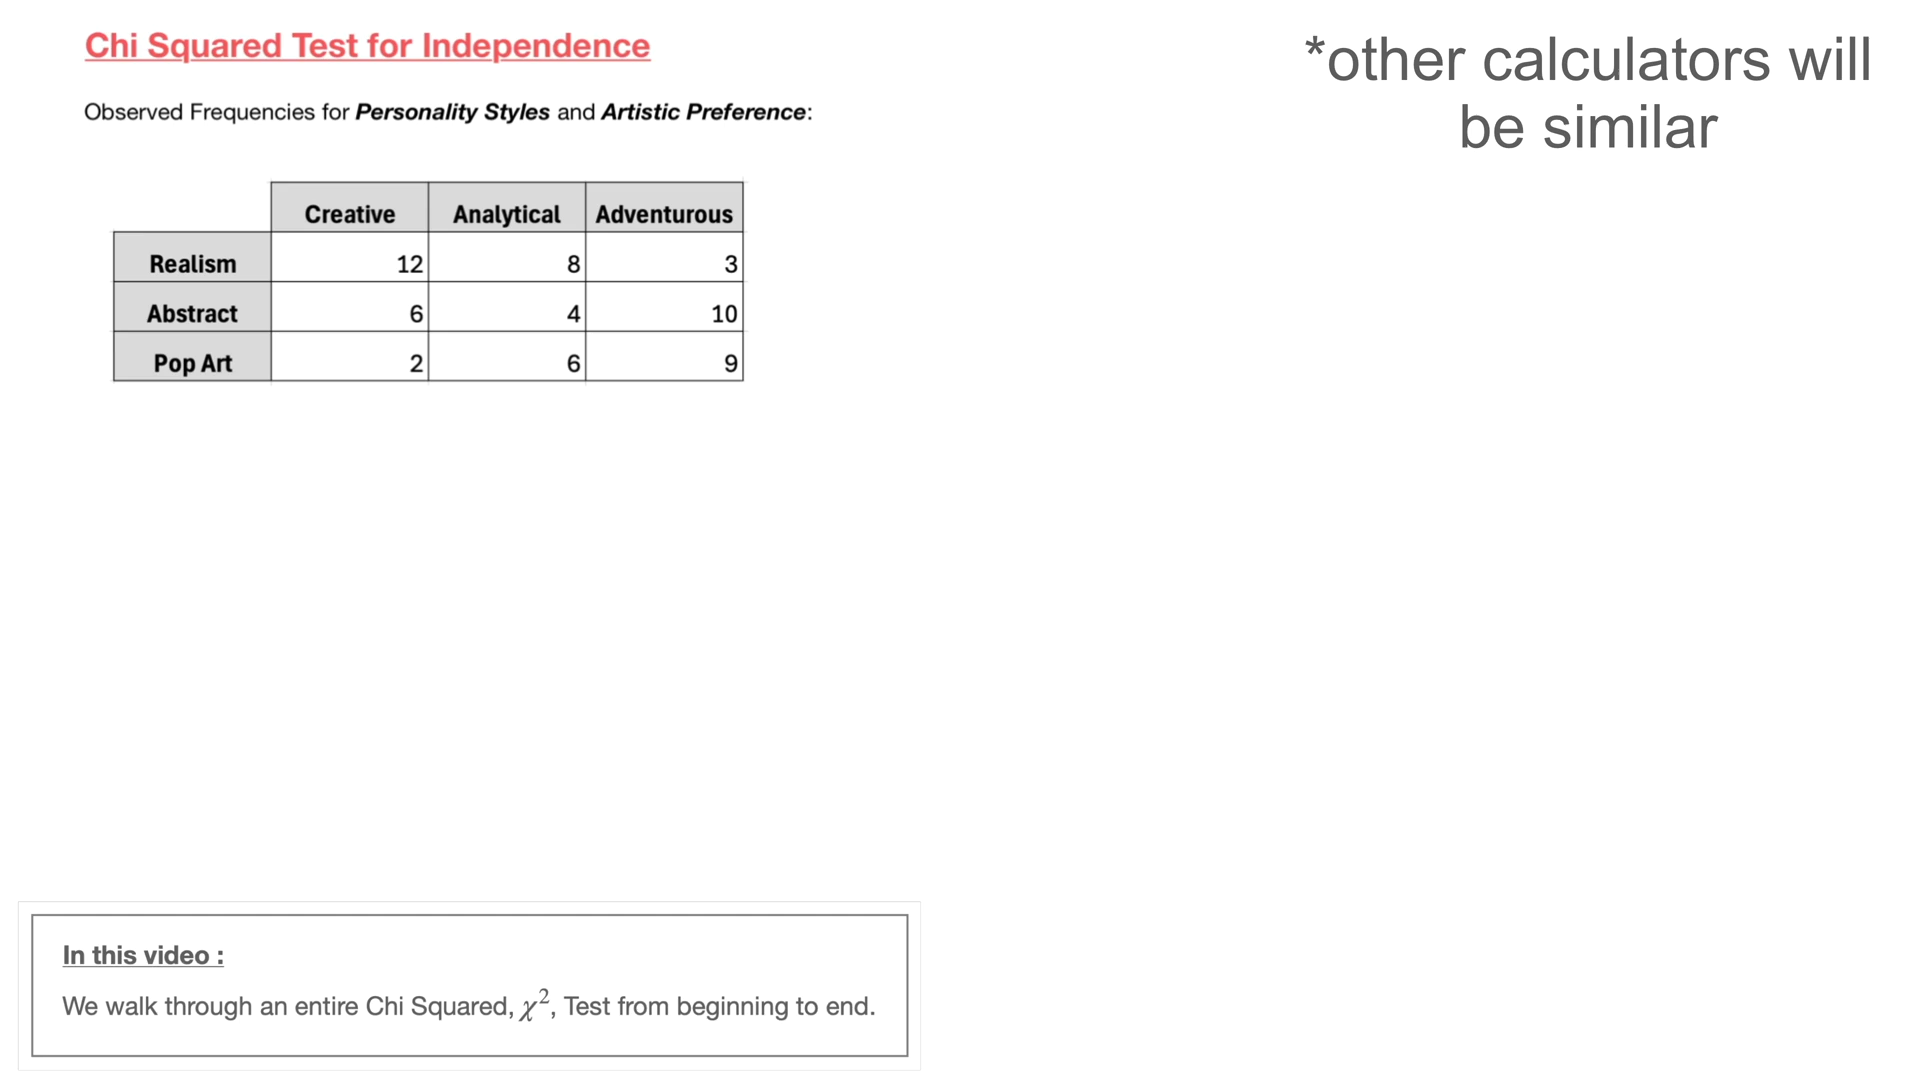 Chi Squared Test for Independence
*other calculators will
be similar
Observed Frequencies for Personality Styles and Artistic Preference:
Creative Analytical Adventurous
Realism 12 8 3
Abstract 6 4 10
Pop Art 2 6 9
In this video :
We walk through an entire Chi Squared, χ², Test from beginning to end.